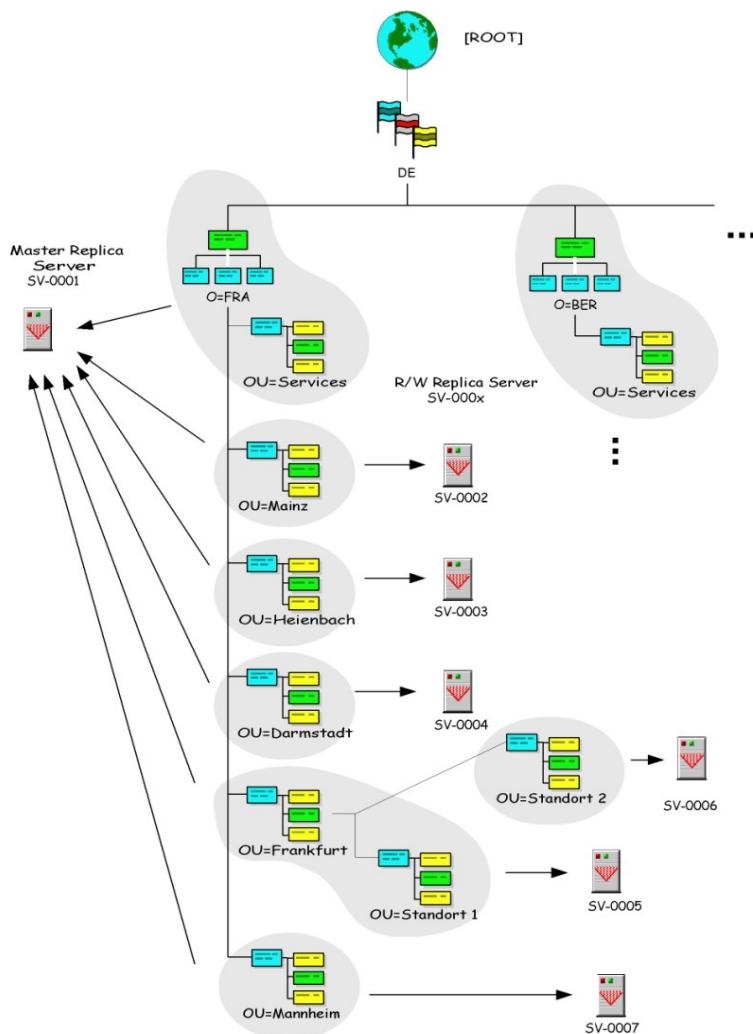 [ROOT]
DE
Master Replica
Server
SV-0001
O=FRA
O=BER
OU=Services
OU=Services
R/W Replica Server
SV-000x
OU=Mainz
SV-0002
OU=Heienbach
SV-0003
OU=Darmstadt
SV-0004
OU=Standort 2
SV-0006
OU=Frankfurt
OU=Standort 1
SV-0005
OU=Mannheim
SV-0007